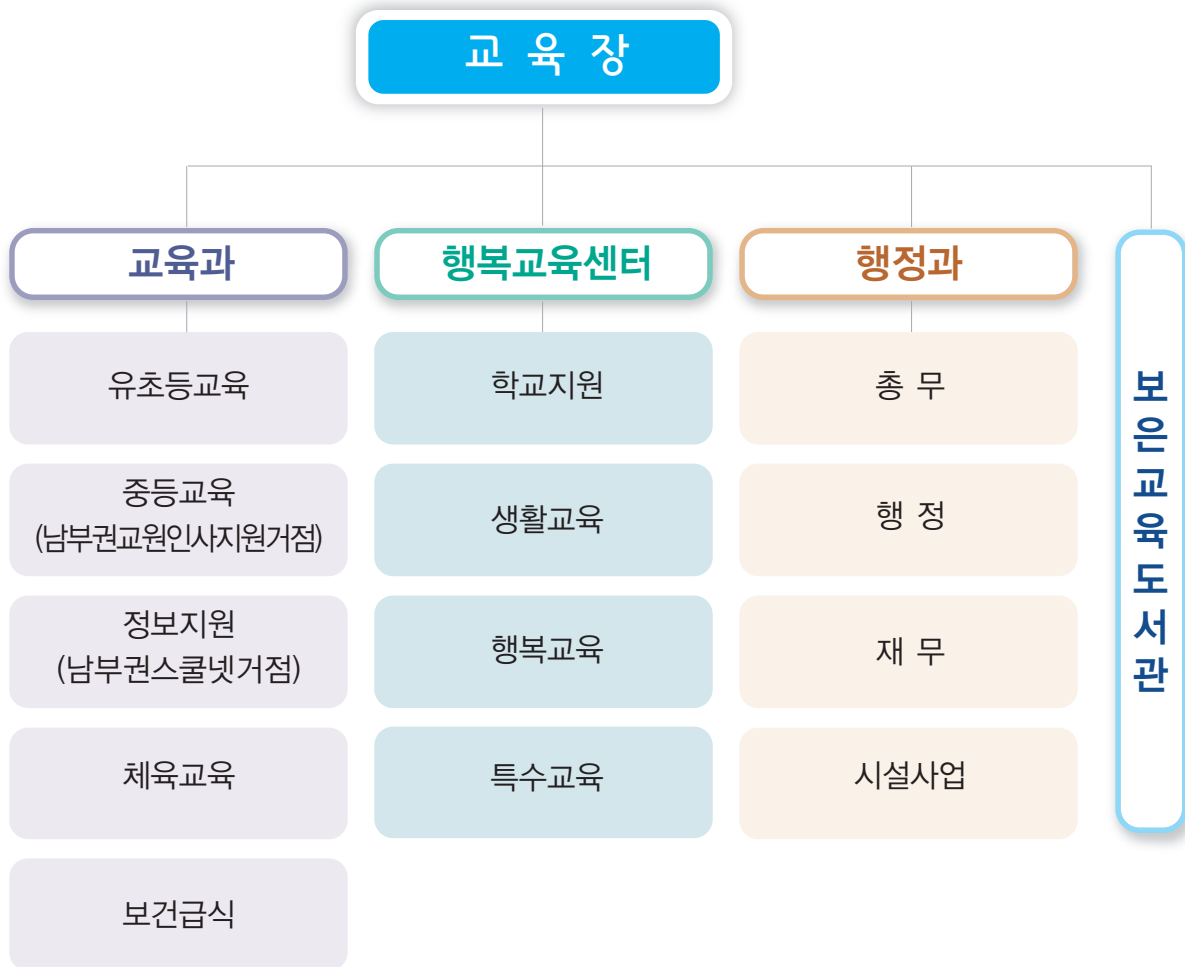 교 육 장
교육과
행복교육센터
행정과
보은교육도서관
유초등교육
학교지원
총 무
중등교육
(남부권교원인사지원거점)
생활교육
행 정
정보지원
(남부권스쿨넷거점)
행복교육
재 무
체육교육
특수교육
시설사업
보건급식